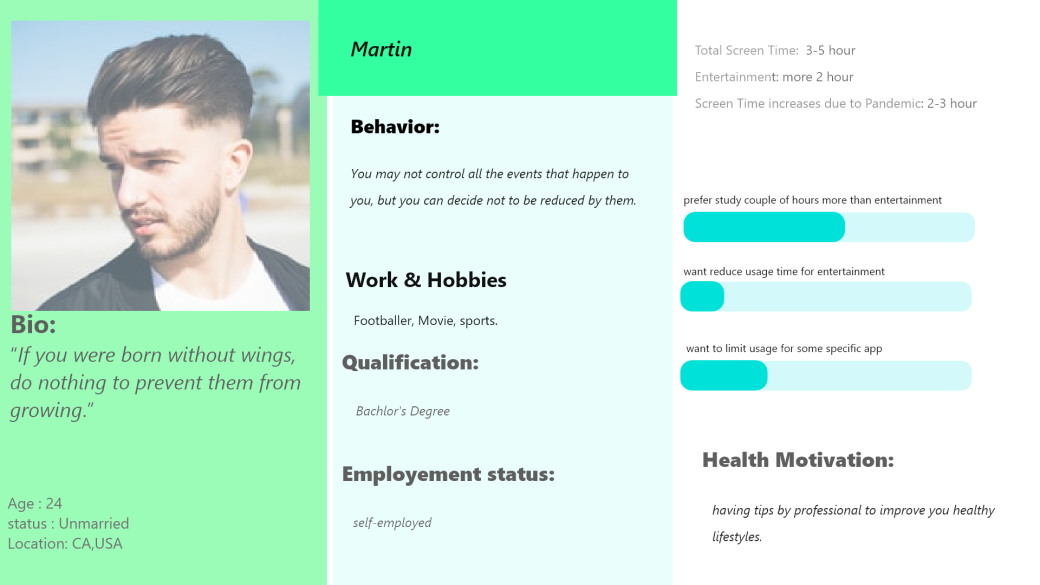 Bio:
"If you were born without wings,
do nothing to prevent them from
growing."
Age : 24
status : Unmarried
Location: CA,USA
Martin
Behavior:
You may not control all the events that happen to
you, but you can decide not to be reduced by them.
Work & Hobbies
Footballer, Movie, sports.
Qualification:
Bachlor's Degree
Employement status:
self-employed
Total Screen Time:  3-5 hour
Entertainment: more 2 hour
Screen Time increases due to Pandemic: 2-3 hour
prefer study couple of hours more than entertainment
want reduce usage time for entertainment
want to limit usage for some specific app
Health Motivation:
having tips by professional to improve you healthy
lifestyles.